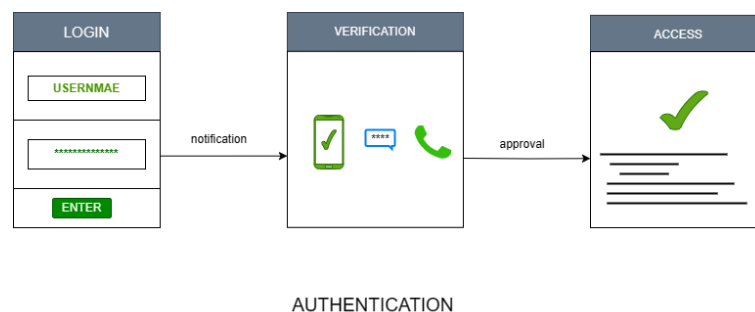 LOGIN
USERNMAE
**************
ENTER
notification
VERIFICATION
****
approval
ACCESS
AUTHENTICATION